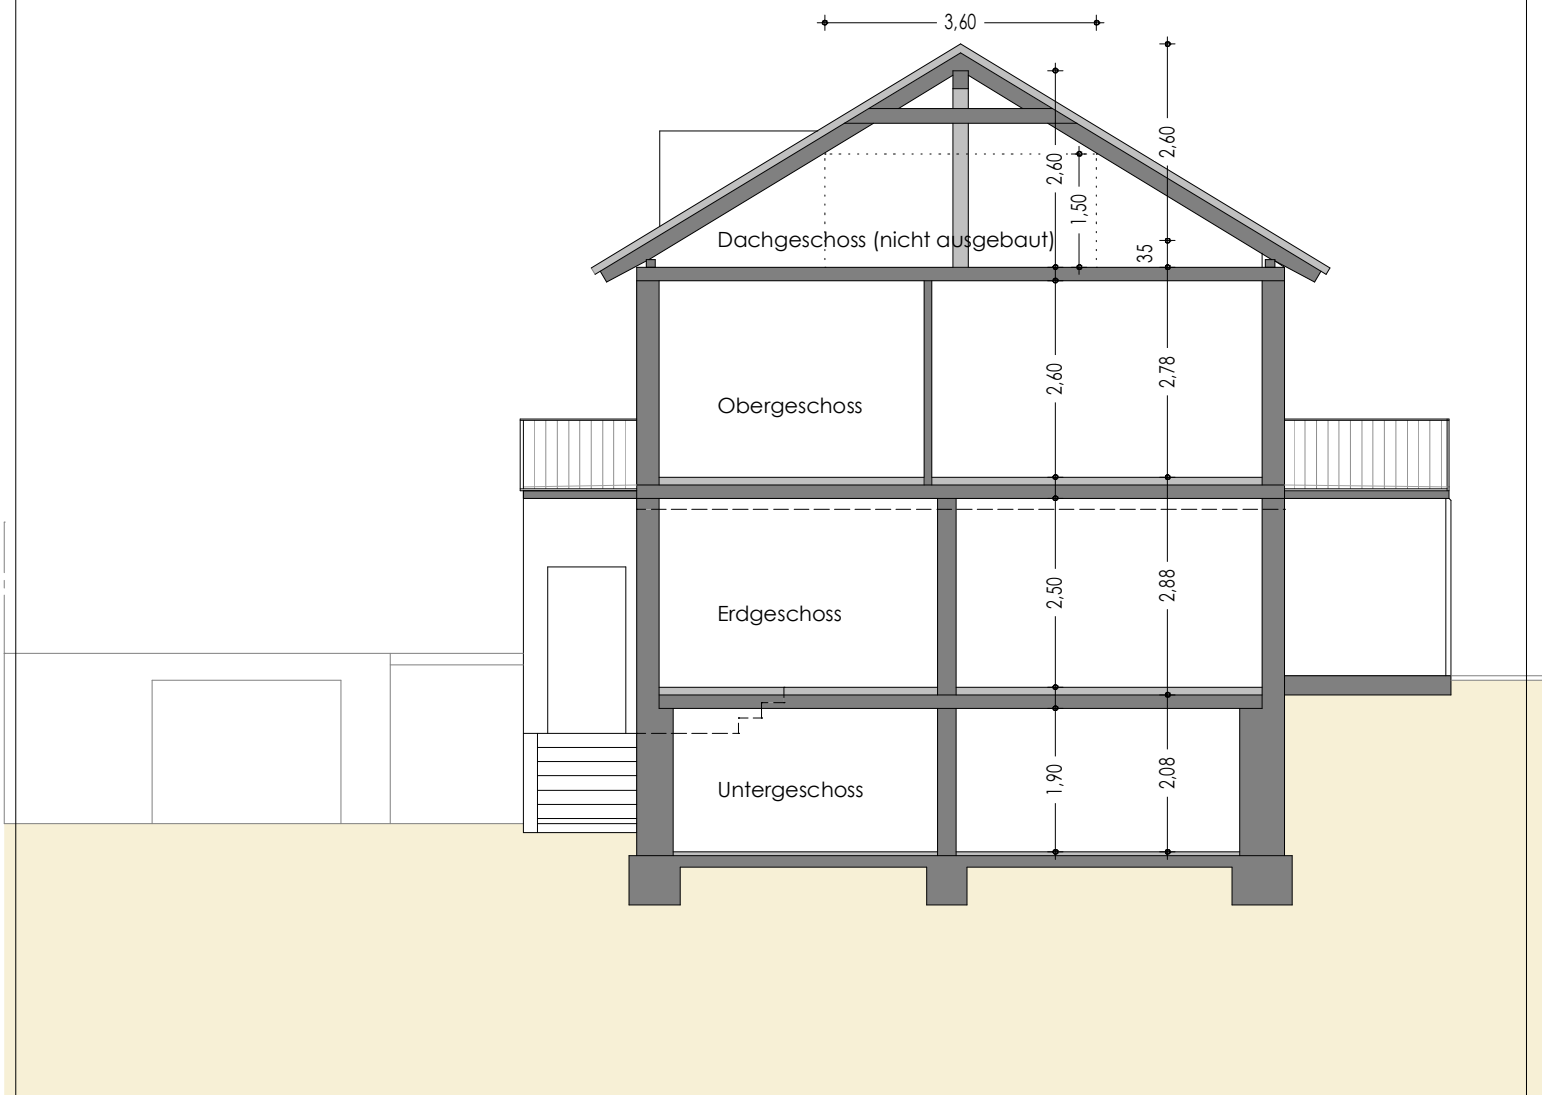 3,60
2,60
2,60
1,50
Dachgeschoss (nicht ausgebaut)
35
2,60
2,78
Obergeschoss
2,50
2,88
Erdgeschoss
1,90
2,08
Untergeschoss